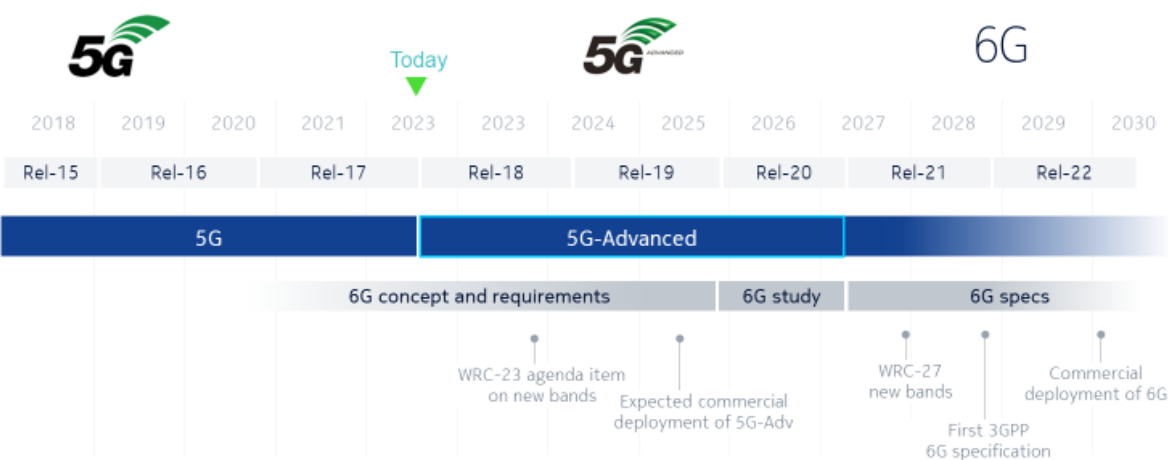 5G
5G ADVANCED
6G
Today
2018 2019 2020 2021 2023 2023 2024 2025 2026 2027 2028 2029 2030
Rel-15 Rel-16 Rel-17 Rel-18 Rel-19 Rel-20 Rel-21 Rel-22
5G 5G-Advanced
6G concept and requirements 6G study 6G specs
WRC-23 agenda item
on new bands
Expected commercial
deployment of 5G-Adv
WRC-27
new bands
First 3GPP
6G specification
Commercial
deployment of 6G